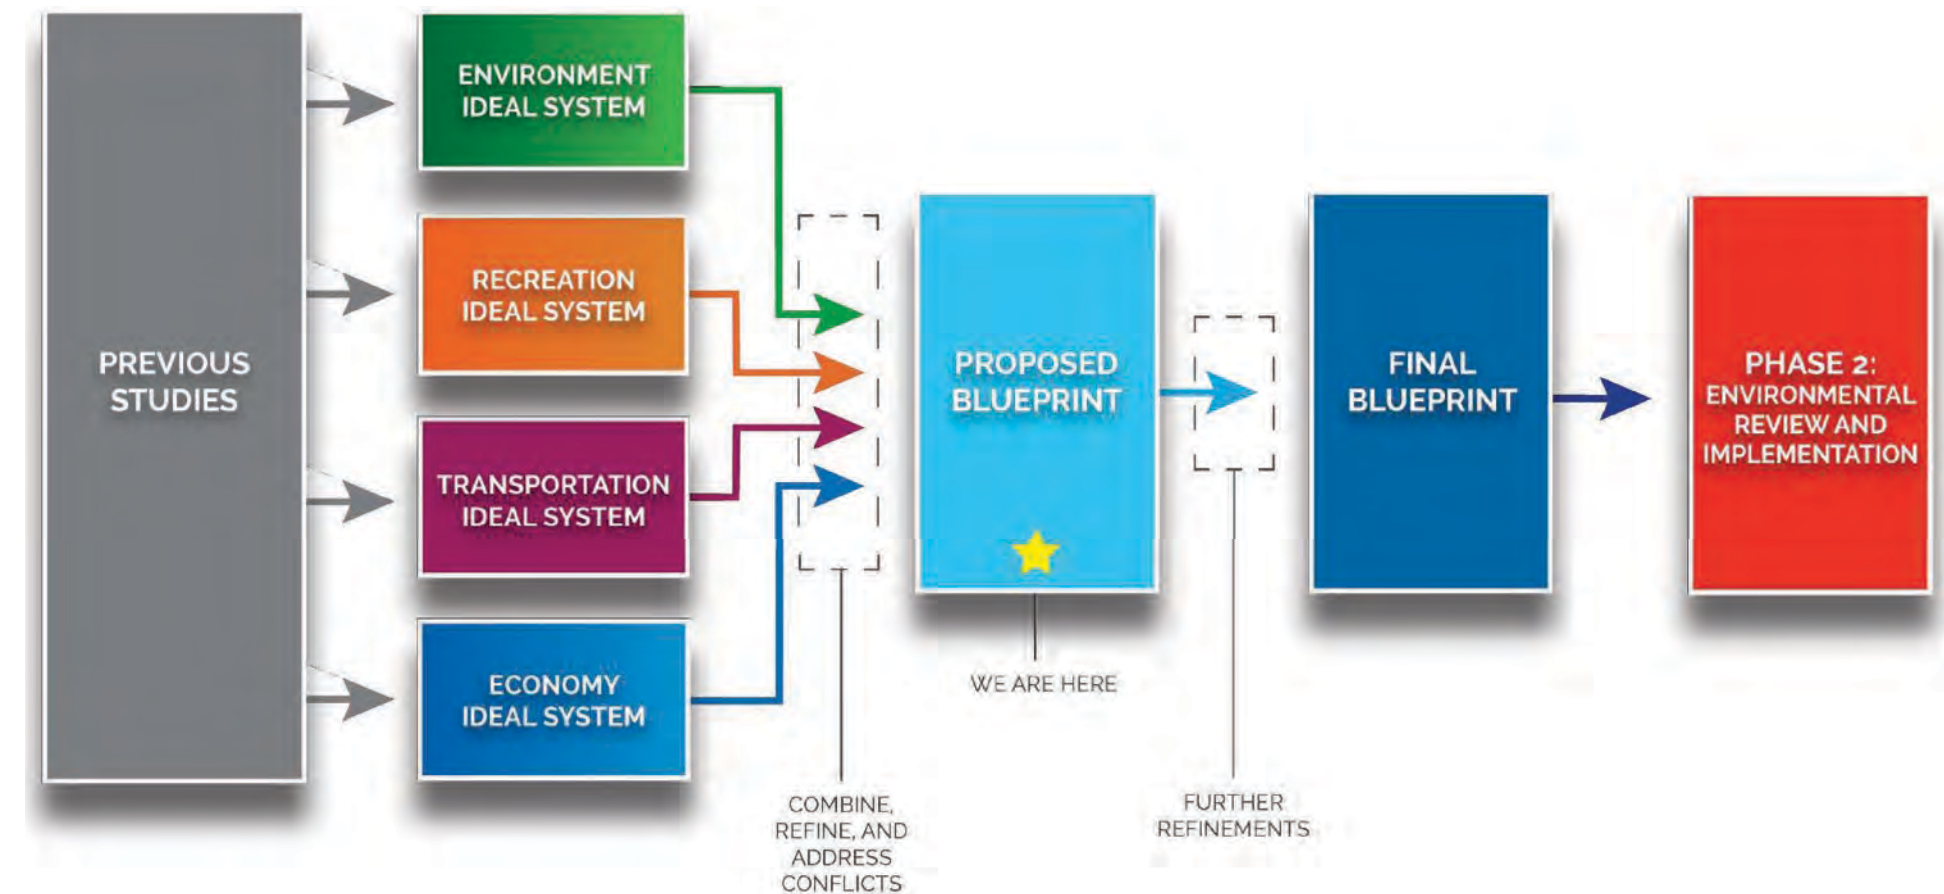 PREVIOUS
STUDIES
ENVIRONMENT
IDEAL SYSTEM
RECREATION
IDEAL SYSTEM
TRANSPORTATION
IDEAL SYSTEM
ECONOMY
IDEAL SYSTEM
COMBINE,
REFINE, AND
ADDRESS
CONFLICTS
PROPOSED
BLUEPRINT
WE ARE HERE
FURTHER
REFINEMENTS
FINAL
BLUEPRINT
PHASE 2:
ENVIRONMENTAL
REVIEW AND
IMPLEMENTATION